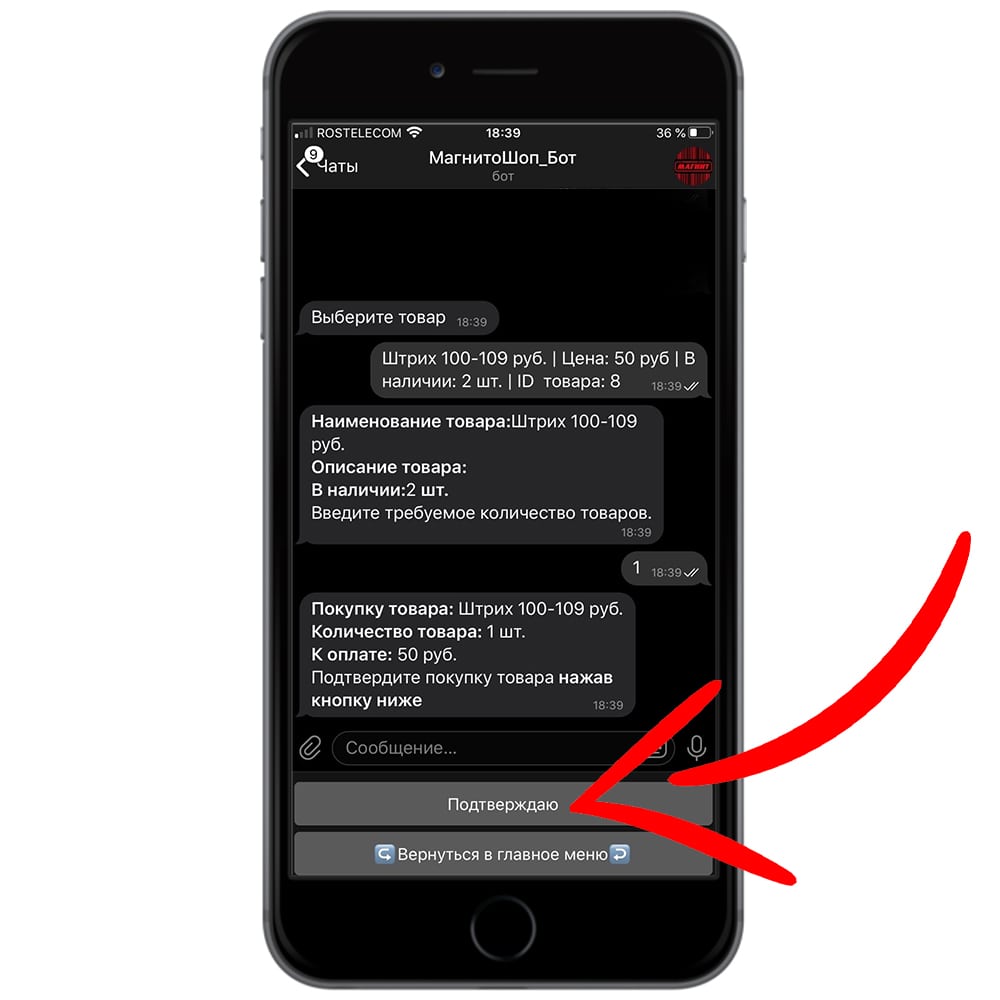 ROSTELECOM 18:39 36 %
9
Чаты МагнитоШоп_Бот
бот
МАГНИТ
Выберите товар 18:39
Штрих 100-109 руб. | Цена: 50 руб | В
наличии: 2 шт. | ID товара: 8 18:39
Наименование товара:Штрих 100-109
руб.
Описание товара:
В наличии:2 шт.
Введите требуемое количество товаров.
18:39
1 18:39
Покупку товара: Штрих 100-109 руб.
Количество товара: 1 шт.
К оплате: 50 руб.
Подтвердите покупку товара нажав
кнопку ниже 18:39
Сообщение...
Подтверждаю
Вернуться в главное меню